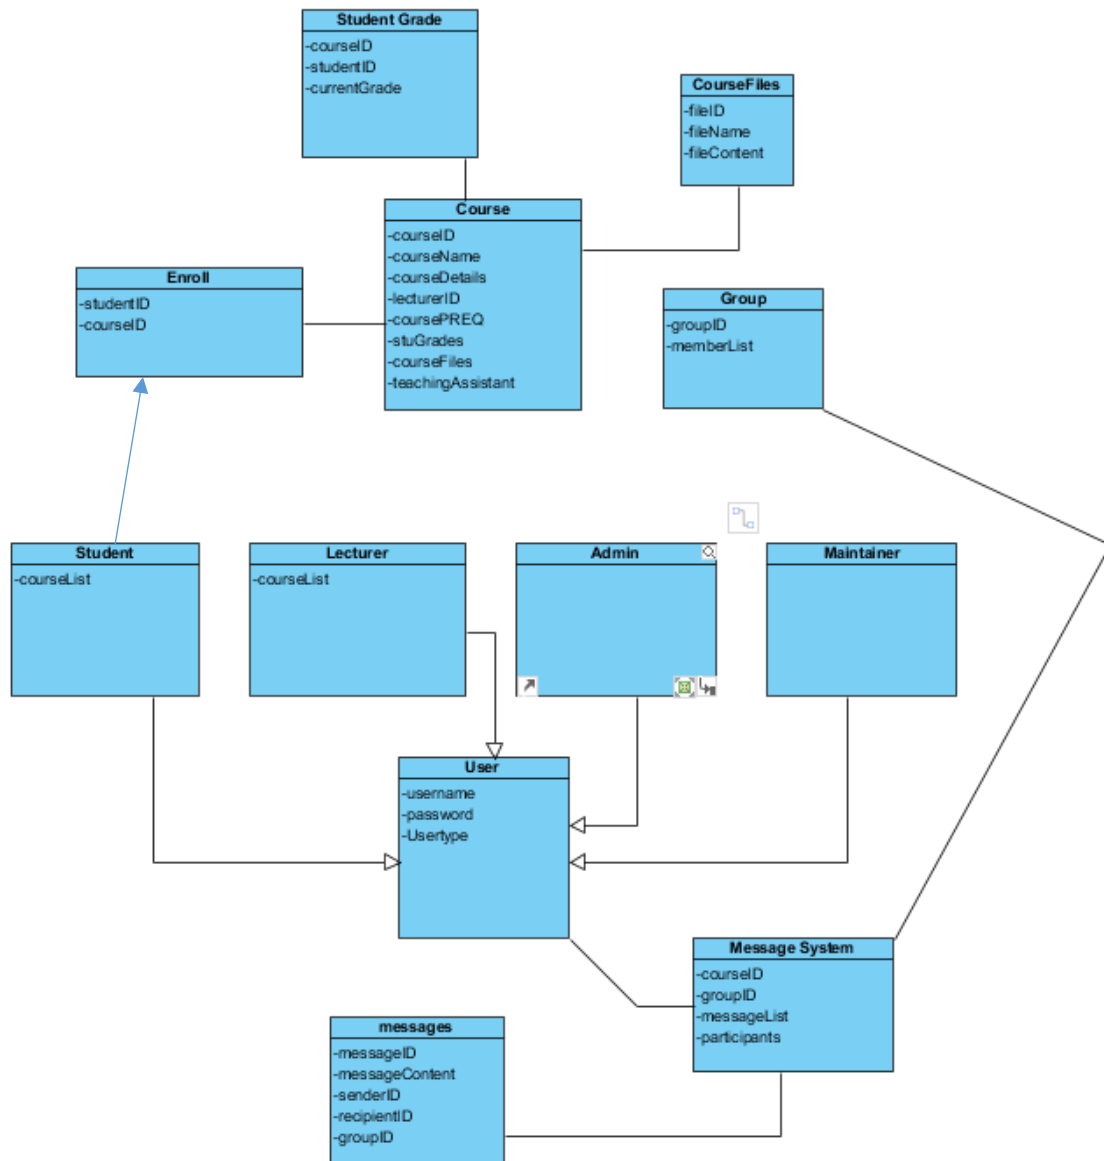 Student Grade
-courseID
-studentID
-currentGrade
CourseFiles
-fileID
-fileName
-fileContent
Course
-courseID
-courseName
-courseDetails
-lecturerID
-coursePREQ
-stuGrades
-courseFiles
-teachingAssistant
Enroll
-studentID
-courseID
Group
-groupID
-memberList
Student
-courseList
Lecturer
-courseList
Admin
Maintainer
User
-username
-password
-Usertype
Message System
-courseID
-groupID
-messageList
-participants
messages
-messageID
-messageContent
-senderID
-recipientID
-groupID